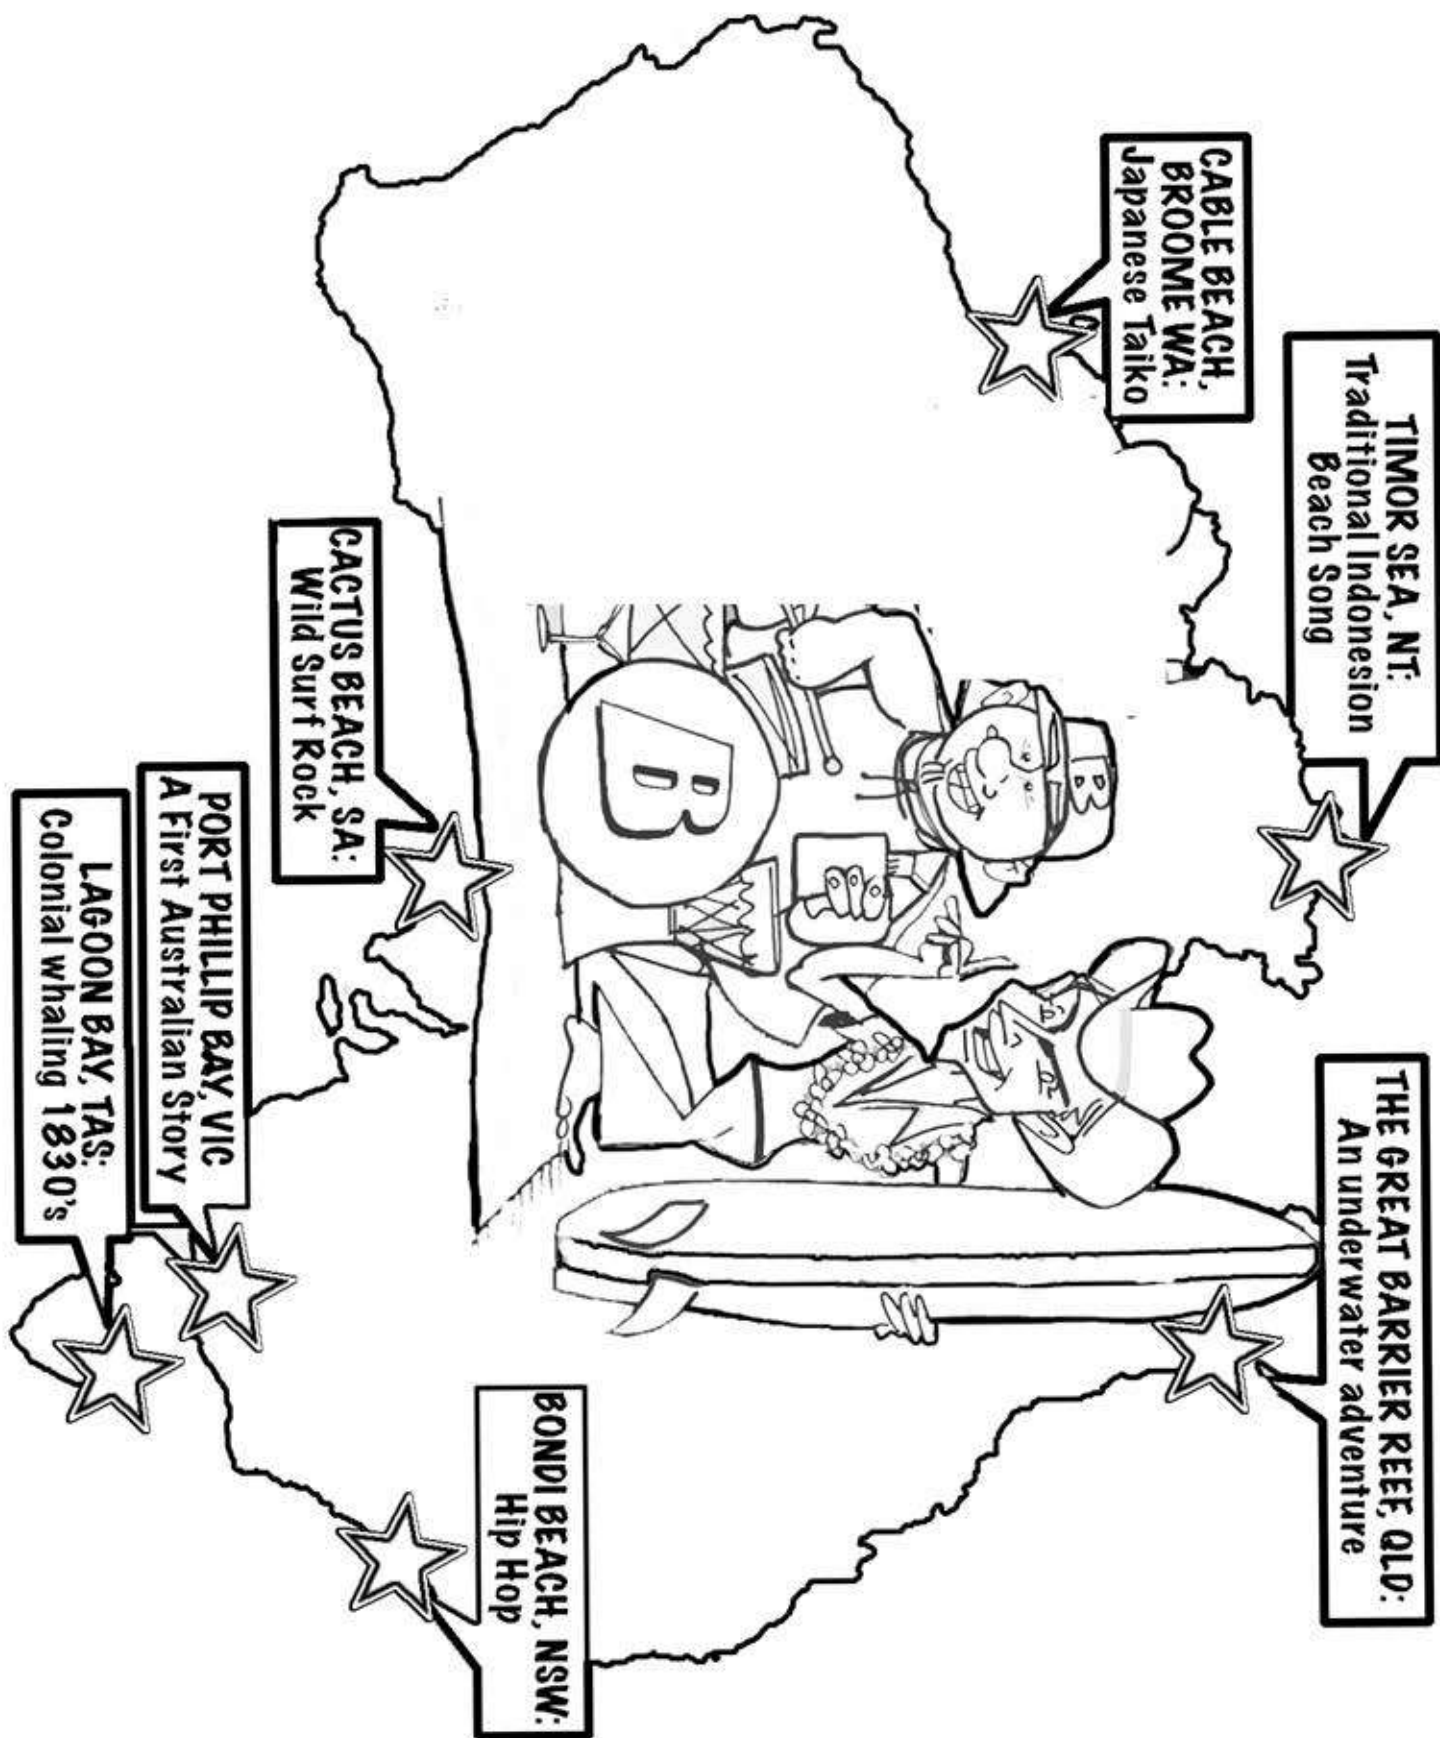 CABLE BEACH,
BROOME WA:
Japanese Taiko
TIMOR SEA, NT:
Traditional Indonesion
Beach Song
THE GREAT BARRIER REEF, QLD:
An underwater adventure
CACTUS BEACH, SA:
Wild Surf Rock
PORT PHILLIP BAY, VIC
A First Australian Story
LAGOON BAY, TAS:
Colonial whaling 1830's
BONDI BEACH, NSW:
Hip Hop
B
B